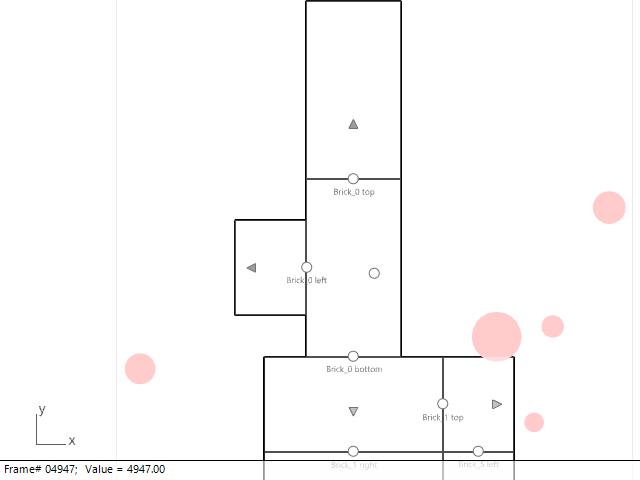 Brick_0 top
Brick_0 left
Brick_0 bottom
Brick_1 top
y
x
Brick_1 right
Brick_5 left
Frame# 04947;  Value = 4947.00